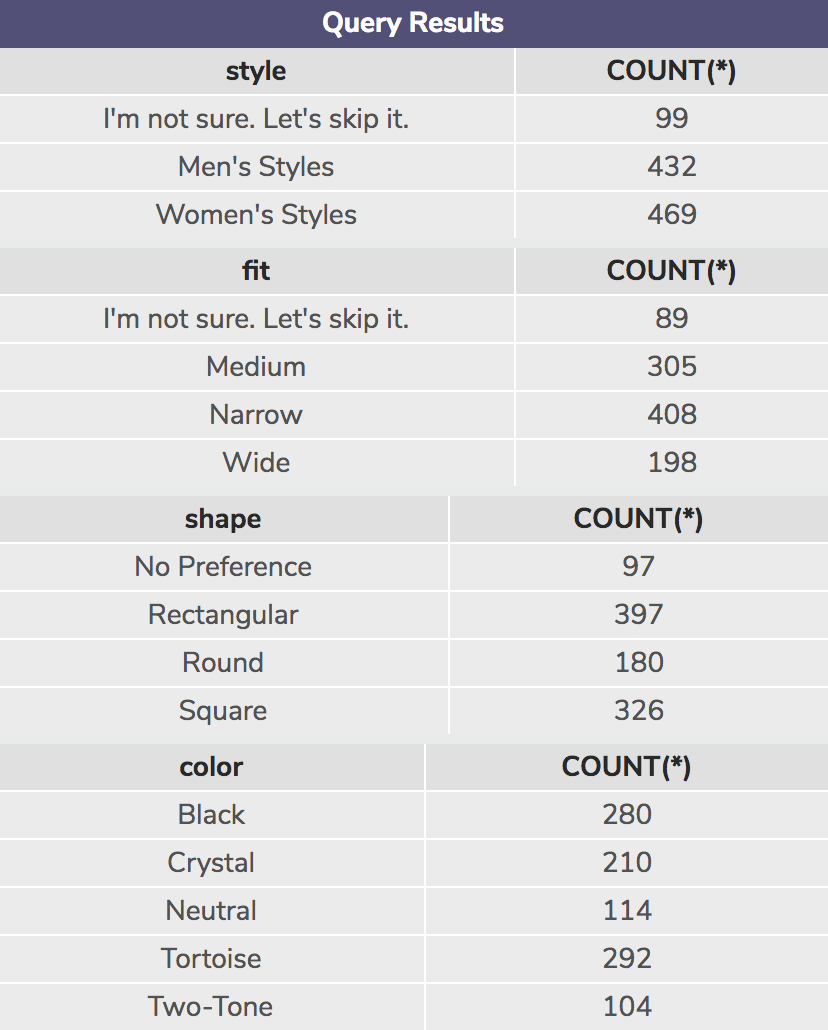 Query Results
style COUNT(*)
I'm not sure. Let's skip it. 99
Men's Styles 432
Women's Styles 469
fit COUNT(*)
I'm not sure. Let's skip it. 89
Medium 305
Narrow 408
Wide 198
shape COUNT(*)
No Preference 97
Rectangular 397
Round 180
Square 326
color COUNT(*)
Black 280
Crystal 210
Neutral 114
Tortoise 292
Two-Tone 104